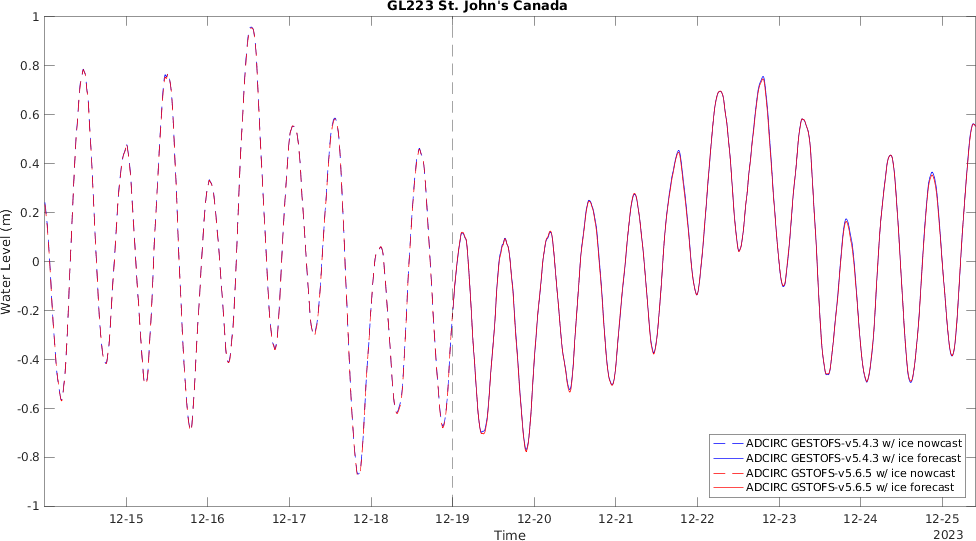 GL223 St. John's Canada
Water Level (m)
1
0.8
0.6
0.4
0.2
0
-0.2
-0.4
-0.6
-0.8
-1
ADCIRC GESTOFS-v5.4.3 w/ ice nowcast
ADCIRC GESTOFS-v5.4.3 w/ ice forecast
ADCIRC GSTOFS-v5.6.5 w/ ice nowcast
ADCIRC GSTOFS-v5.6.5 w/ ice forecast
12-15 12-16 12-17 12-18 12-19 12-20 12-21 12-22 12-23 12-24 12-25
Time
2023